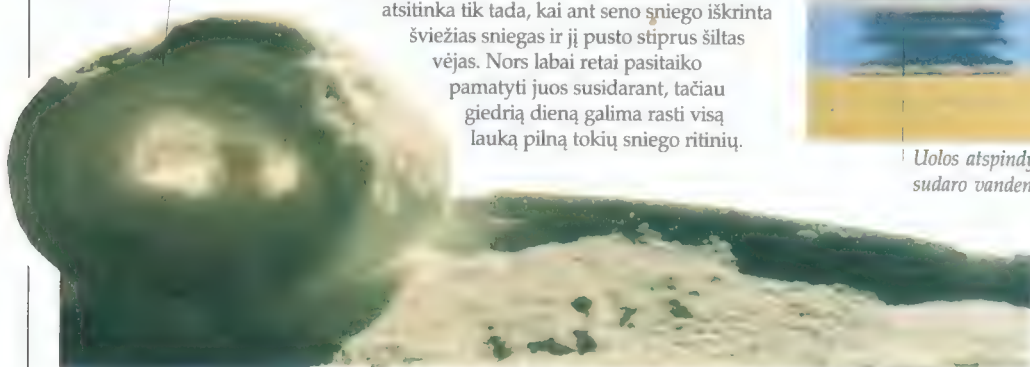 atsitinka tik tada, kai ant seno sniego iškrinta
šviežias sniegas ir jį pusto stiprus šiltas
vėjas. Nors labai retai pasitaiko
pamatyti juos susidarant, tačiau
giedrią dieną galima rasti visą
lauką pilną tokių sniego ritinių.
Uolos atspindy
sudaro vanden